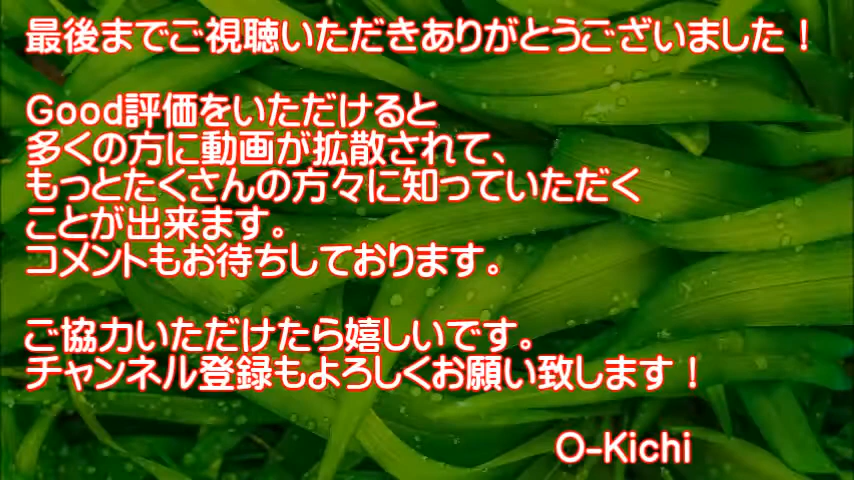 最後までご視聴いただきありがとうございました！
Good評価をいただけると
多くの方に動画が拡散されて、
もっとたくさんの方々に知っていただく
ことが出来ます。
コメントもお待ちしております。
ご協力いただけたら嬉しいです。
チャンネル登録もよろしくお願い致します！
O-Kichi